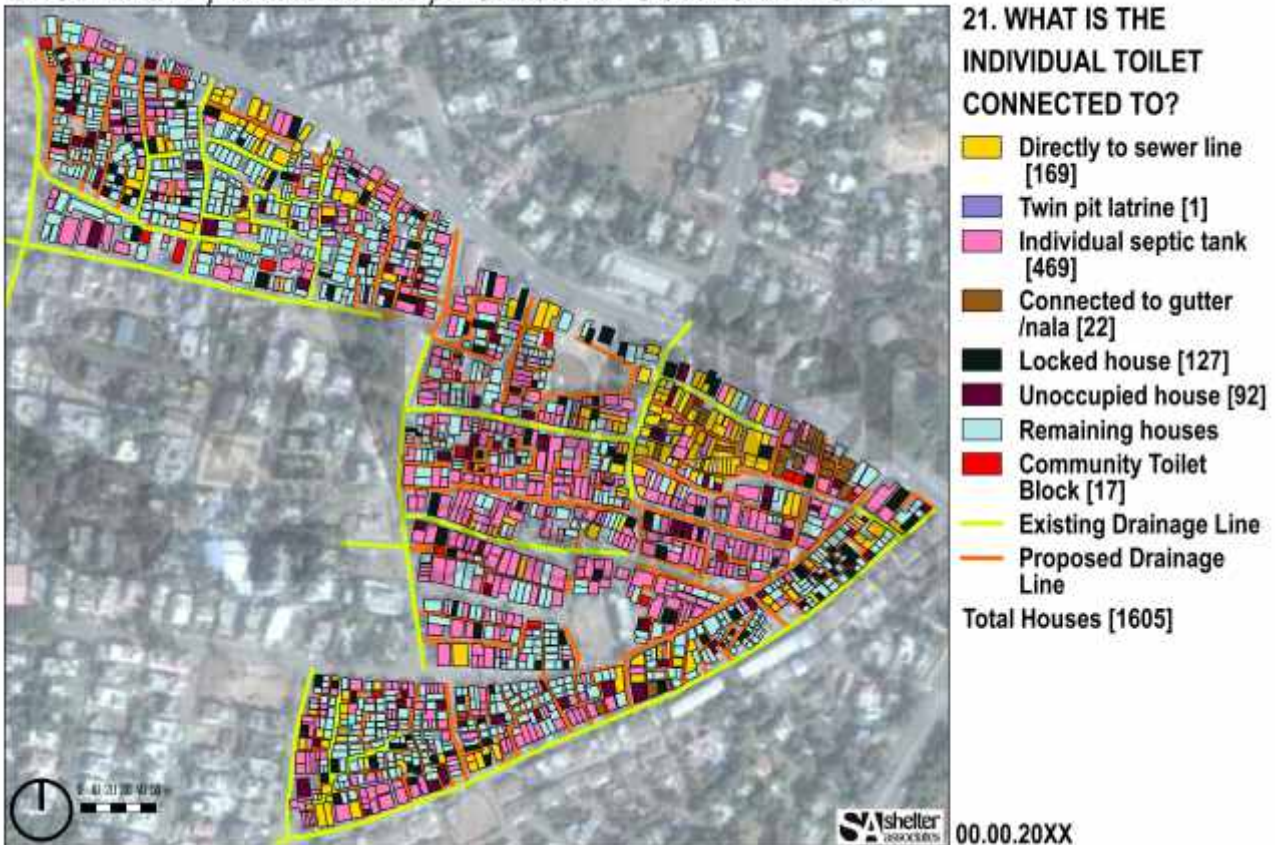 21. WHAT IS THE
INDIVIDUAL TOILET
CONNECTED TO?
Directly to sewer line
[169]
Twin pit latrine [1]
Individual septic tank
[469]
Connected to gutter
/nala [22]
Locked house [127]
Unoccupied house [92]
Remaining houses
Community Toilet
Block [17]
Existing Drainage Line
Proposed Drainage
Line
Total Houses [1605]
SA shelter
associates
00.00.20XX